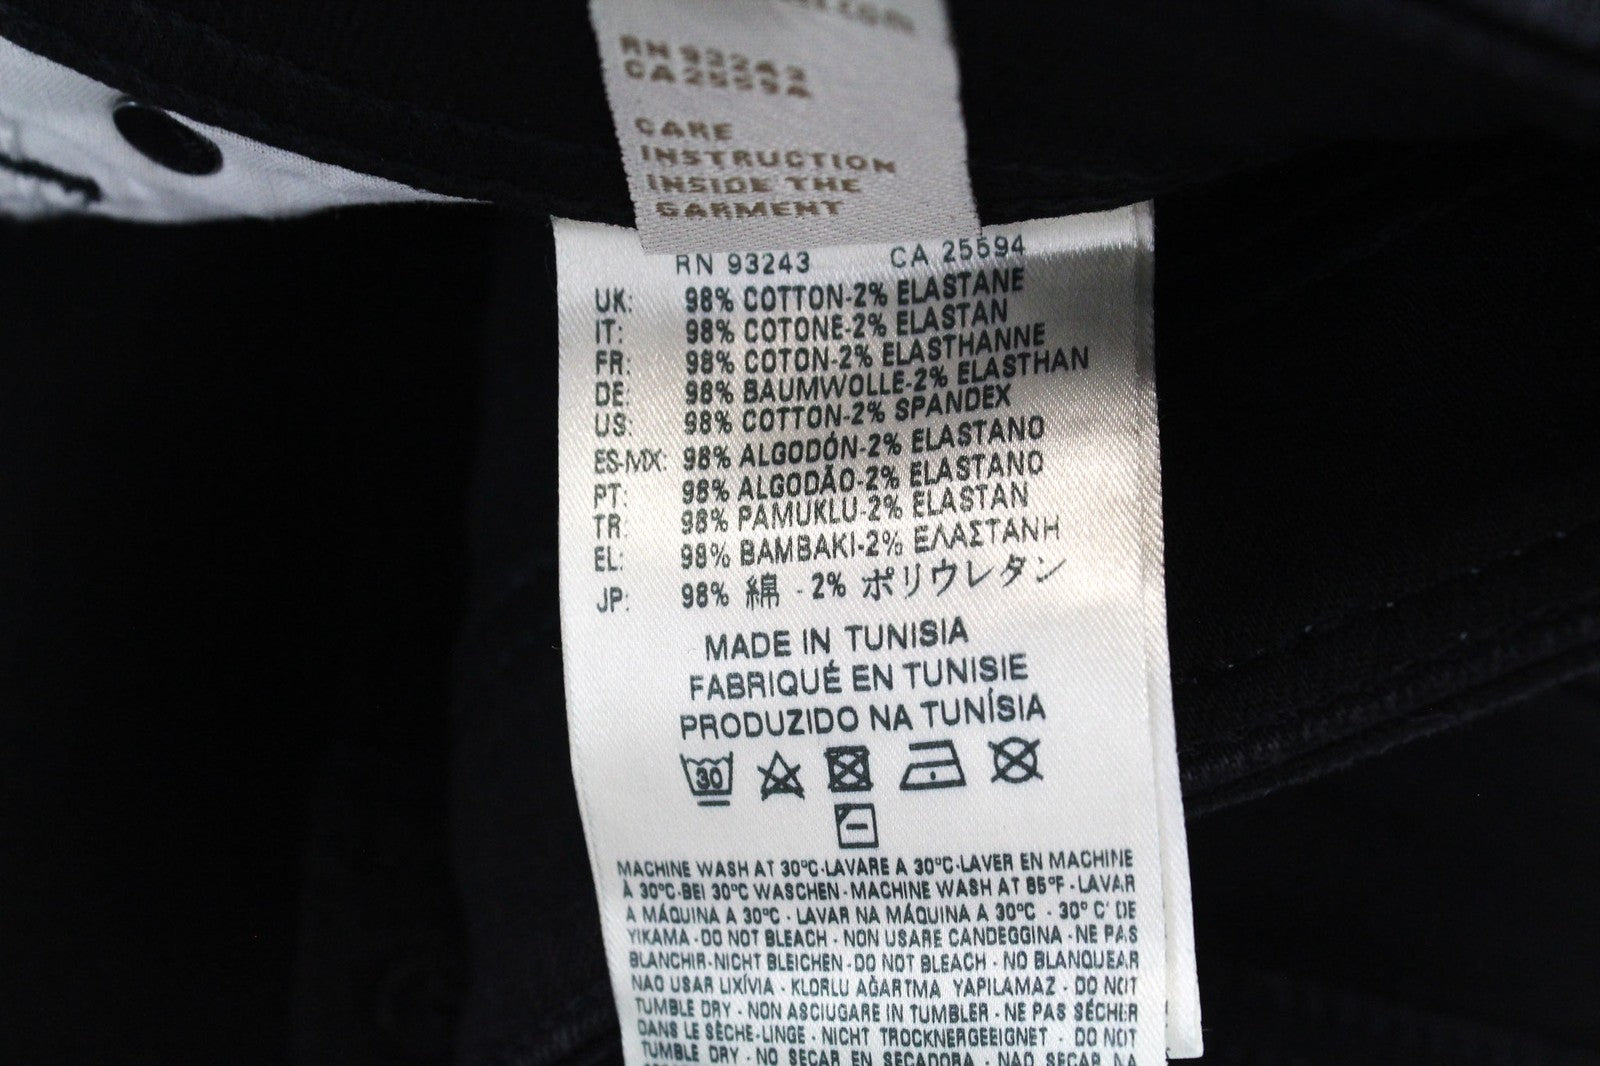 CARE
INSTRUCTION
INSIDE THE
GARMENT
RN 93243 CA 25594
UK: 98% COTTON-2% ELASTANE
IT: 98% COTONE-2% ELASTAN
FR: 98% COTON-2% ELASTHANNE
DE: 98% BAUMWOLLE-2% ELASTHAN
US: 98% COTTON-2% SPANDEX
ES-MX: 98% ALGODÓN-2% ELASTANO
PT: 98% ALGODÃO-2% ELASTANO
TR: 98% PAMUKLU-2% ELASTAN
EL: 98% BAMBAKI-2% ΕΛΑΣΤΑΝΗ
JP: 98% 綿 - 2% ポリウレタン
MADE IN TUNISIA
FABRIQUÉ EN TUNISIE
PRODUZIDO NA TUNÍSIA
30
MACHINE WASH AT 30°C-LAVARE A 30°C-LAVER EN MACHINE
À 30°C-BEI 30°C WASCHEN-MACHINE WASH AT 85°F-LAVAR
A MÁQUINA A 30°C - LAVAR NA MÁQUINA A 30°C - 30° C' DE
YIKAMA-DO NOT BLEACH-NON USARE CANDEGGINA-NE PAS
BLANCHIR-NICHT BLEICHEN-DO NOT BLEACH - NO BLANQUEAR
NAO USAR LIXÍVIA - KLORLU AĞARTMA YAPILAMAZ - DO NOT
TUMBLE DRY - NON ASCIUGARE IN TUMBLER - NE PAS SÉCHER
DANS LE SÈCHE-LINGE - NICHT TROCKNERGEEIGNET - DO NOT
TUMBLE DRY - NO SECAR EN SECADORA - NAO SECAR NA